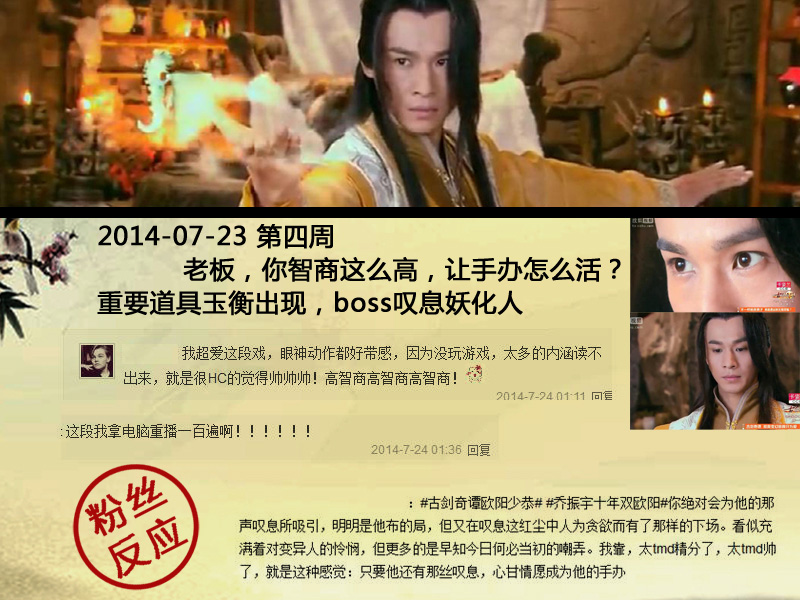 2014-07-23 第四周
老板，你智商这么高，让手办怎么活？
重要道具玉衡出现，boss叹息妖化人
我超爱这段戏，眼神动作都好带感，因为没玩游戏，太多的内涵读不
出来，就是很HC的觉得帅帅帅！高智商高智商高智商！
2014-7-24 01:11 回复
：这段我拿电脑重播一百遍啊！！！！！！
2014-7-24 01:36 回复
粉丝
反应
：#古剑奇谭欧阳少恭# #乔振宇十年双欧阳#你绝对会为他的那
声叹息所吸引，明明是他布的局，但又在叹息这红尘中人为贪欲而有了那样的下场。看似充
满着对变异人的怜悯，但更多的是早知今日何必当初的嘲弄。我靠，太tmd精分了，太tmd帅
了，就是这种感觉：只要他还有那丝叹息，心甘情愿成为他的手办